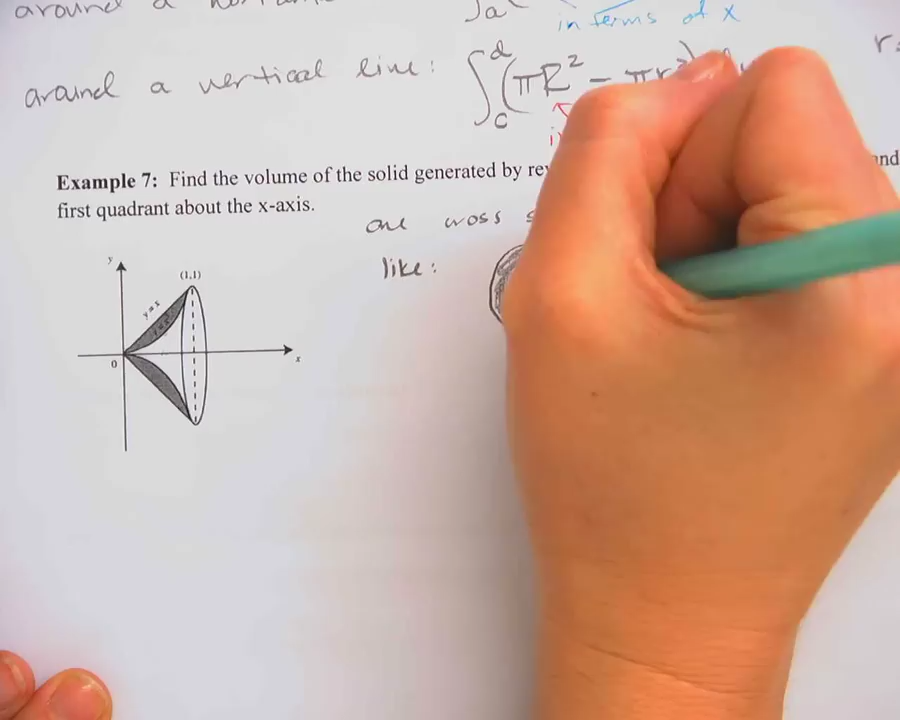 around a
∫a
in terms of x
around a vertical line: ∫c^d (πR² − πr²)
r
Example 7: Find the volume of the solid generated by re and
first quadrant about the x-axis.
one cross s
like:
y
(1,1)
y = x
0
x